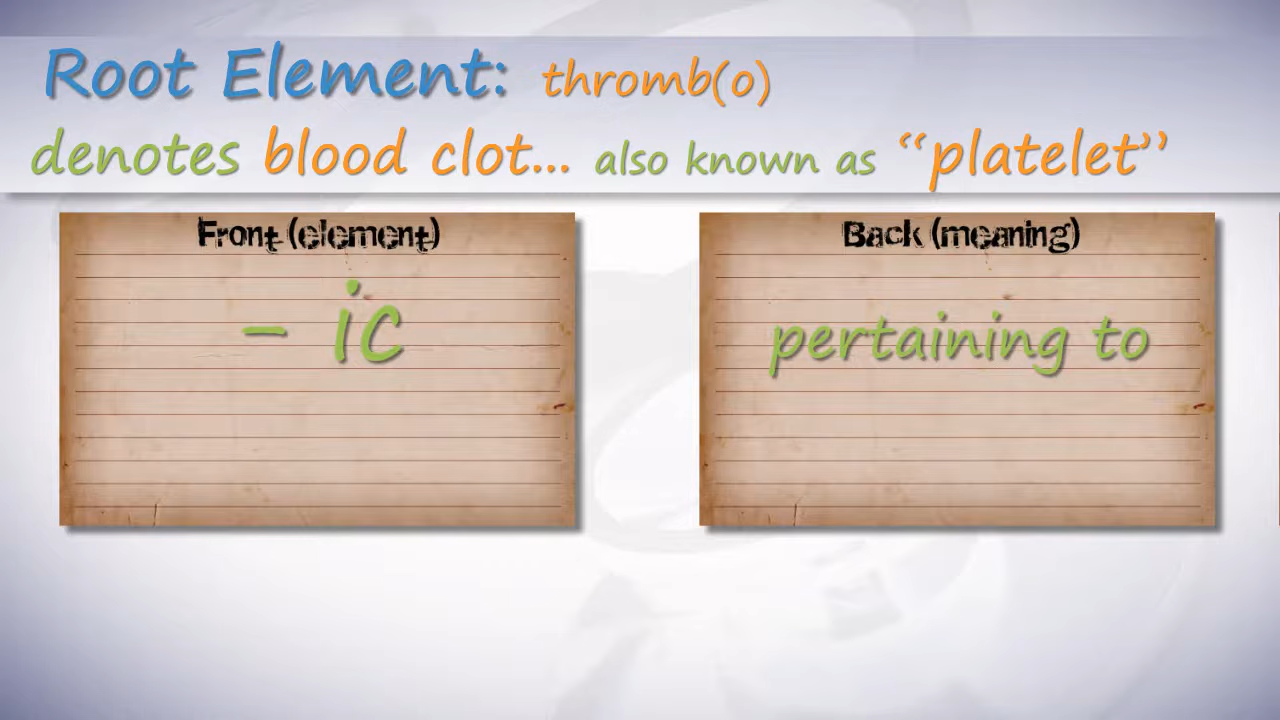 Root Element: thromb(o)
denotes blood clot... also known as “platelet”
Front (element)
- ic
Back (meaning)
pertaining to